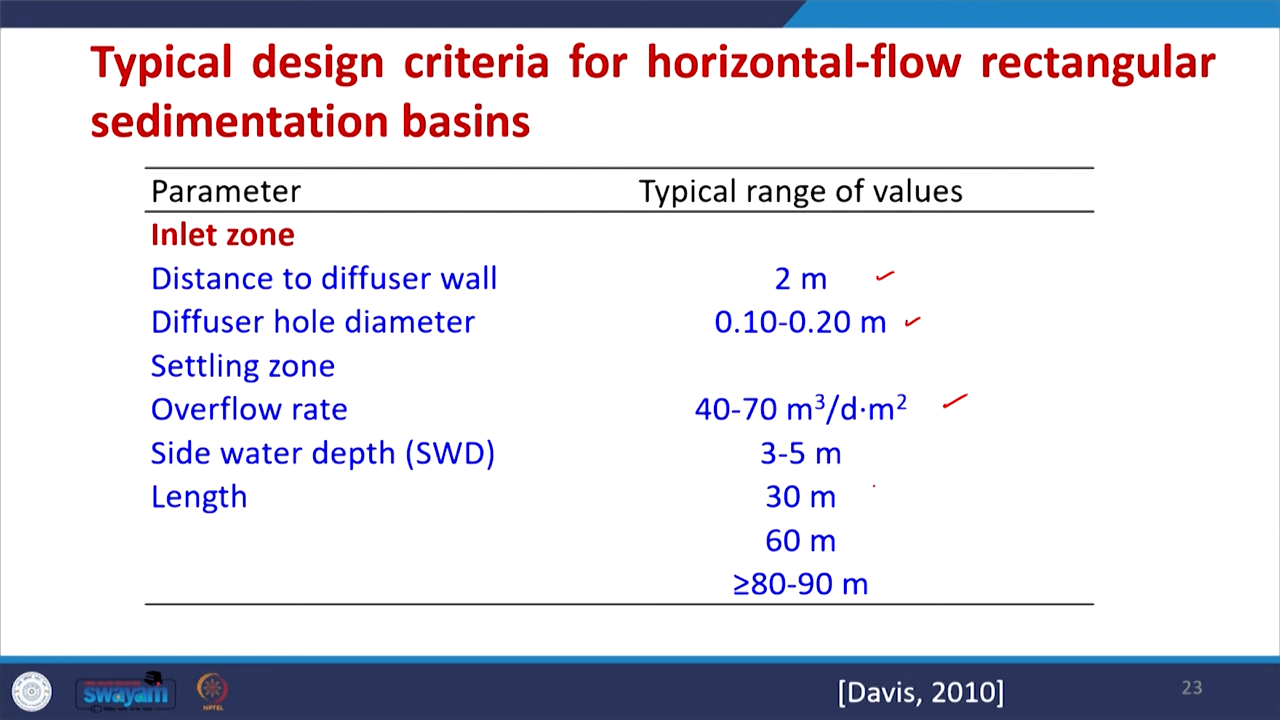 Typical design criteria for horizontal-flow rectangular
sedimentation basins
Parameter Typical range of values
Inlet zone
Distance to diffuser wall 2 m
Diffuser hole diameter 0.10-0.20 m
Settling zone
Overflow rate 40-70 m³/d·m²
Side water depth (SWD) 3-5 m
Length 30 m
60 m
≥80-90 m
swayam
NPTEL
[Davis, 2010]
23